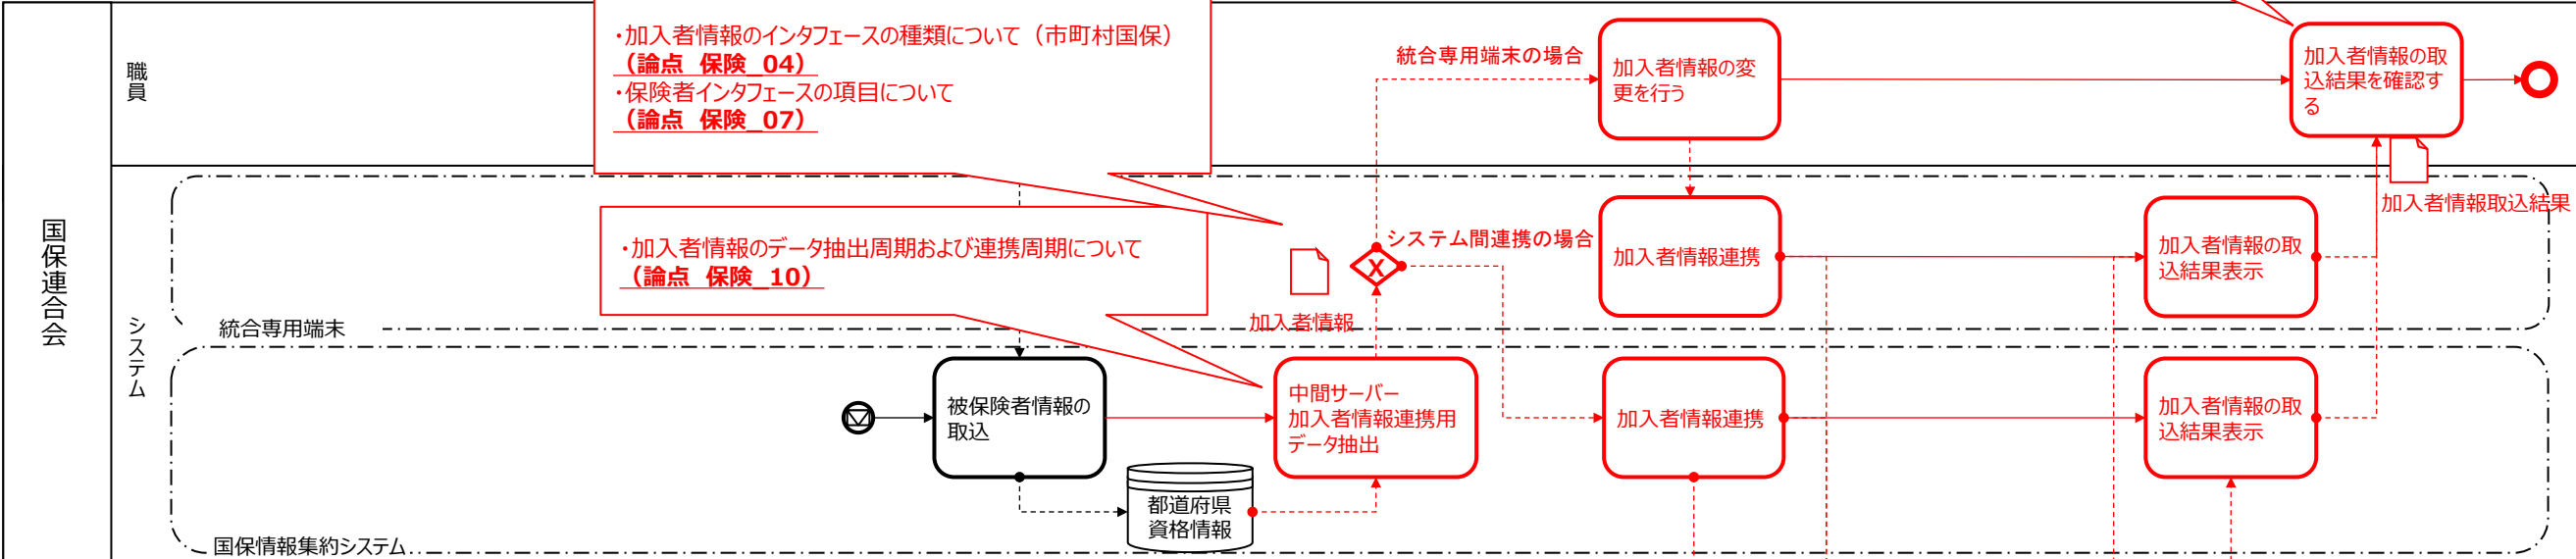 国保連合会
職員
システム
・加入者情報のインタフェースの種類について（市町村国保）
（論点 保険_04）
・保険者インタフェースの項目について
（論点 保険_07）
統合専用端末の場合
加入者情報の変
更を行う
加入者情報の取
込結果を確認す
る
加入者情報取込結果
・加入者情報のデータ抽出周期および連携周期について
（論点 保険_10）
システム間連携の場合
X
加入者情報
加入者情報連携
加入者情報の取
込結果表示
統合専用端末
被保険者情報の
取込
中間サーバー
加入者情報連携用
データ抽出
加入者情報連携
加入者情報の取
込結果表示
都道府県
資格情報
国保情報集約システム